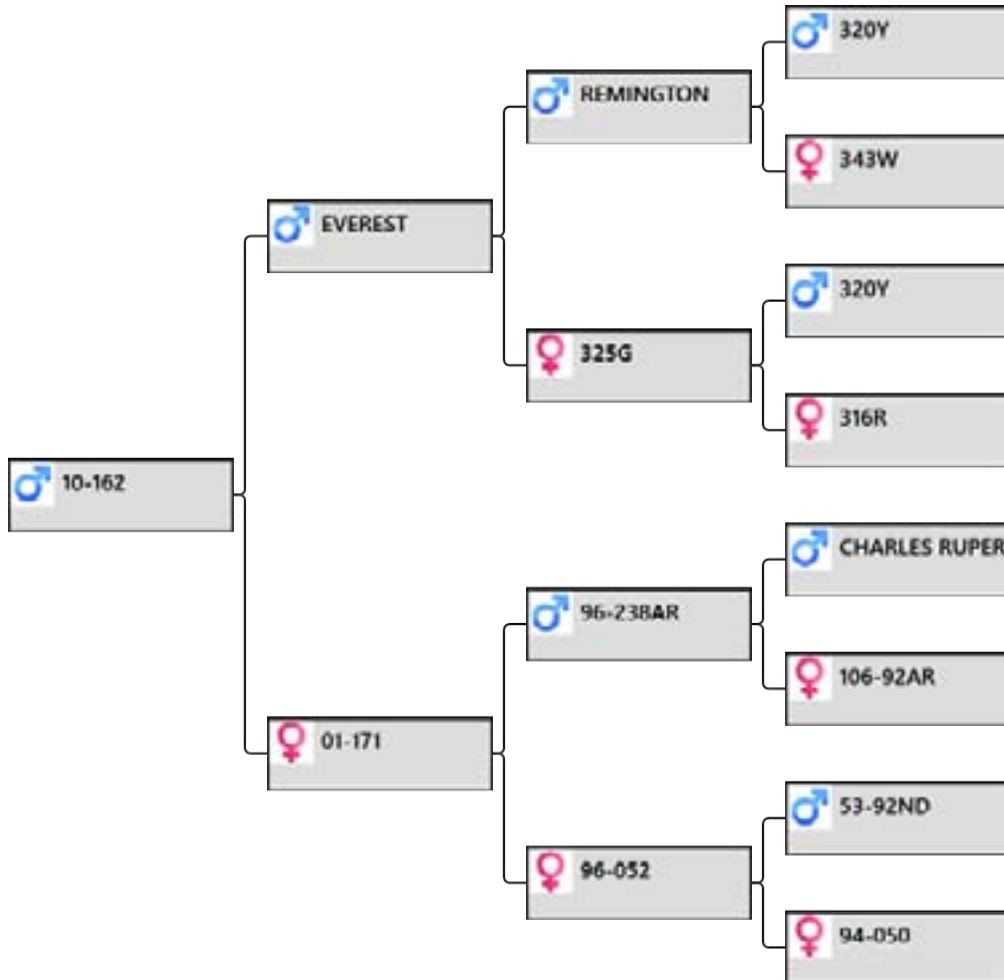 320Y
REMINGTON
343W
EVEREST
320Y
325G
316R
10-162
CHARLES RUPER
96-238AR
106-92AR
01-171
53-92ND
96-052
94-050